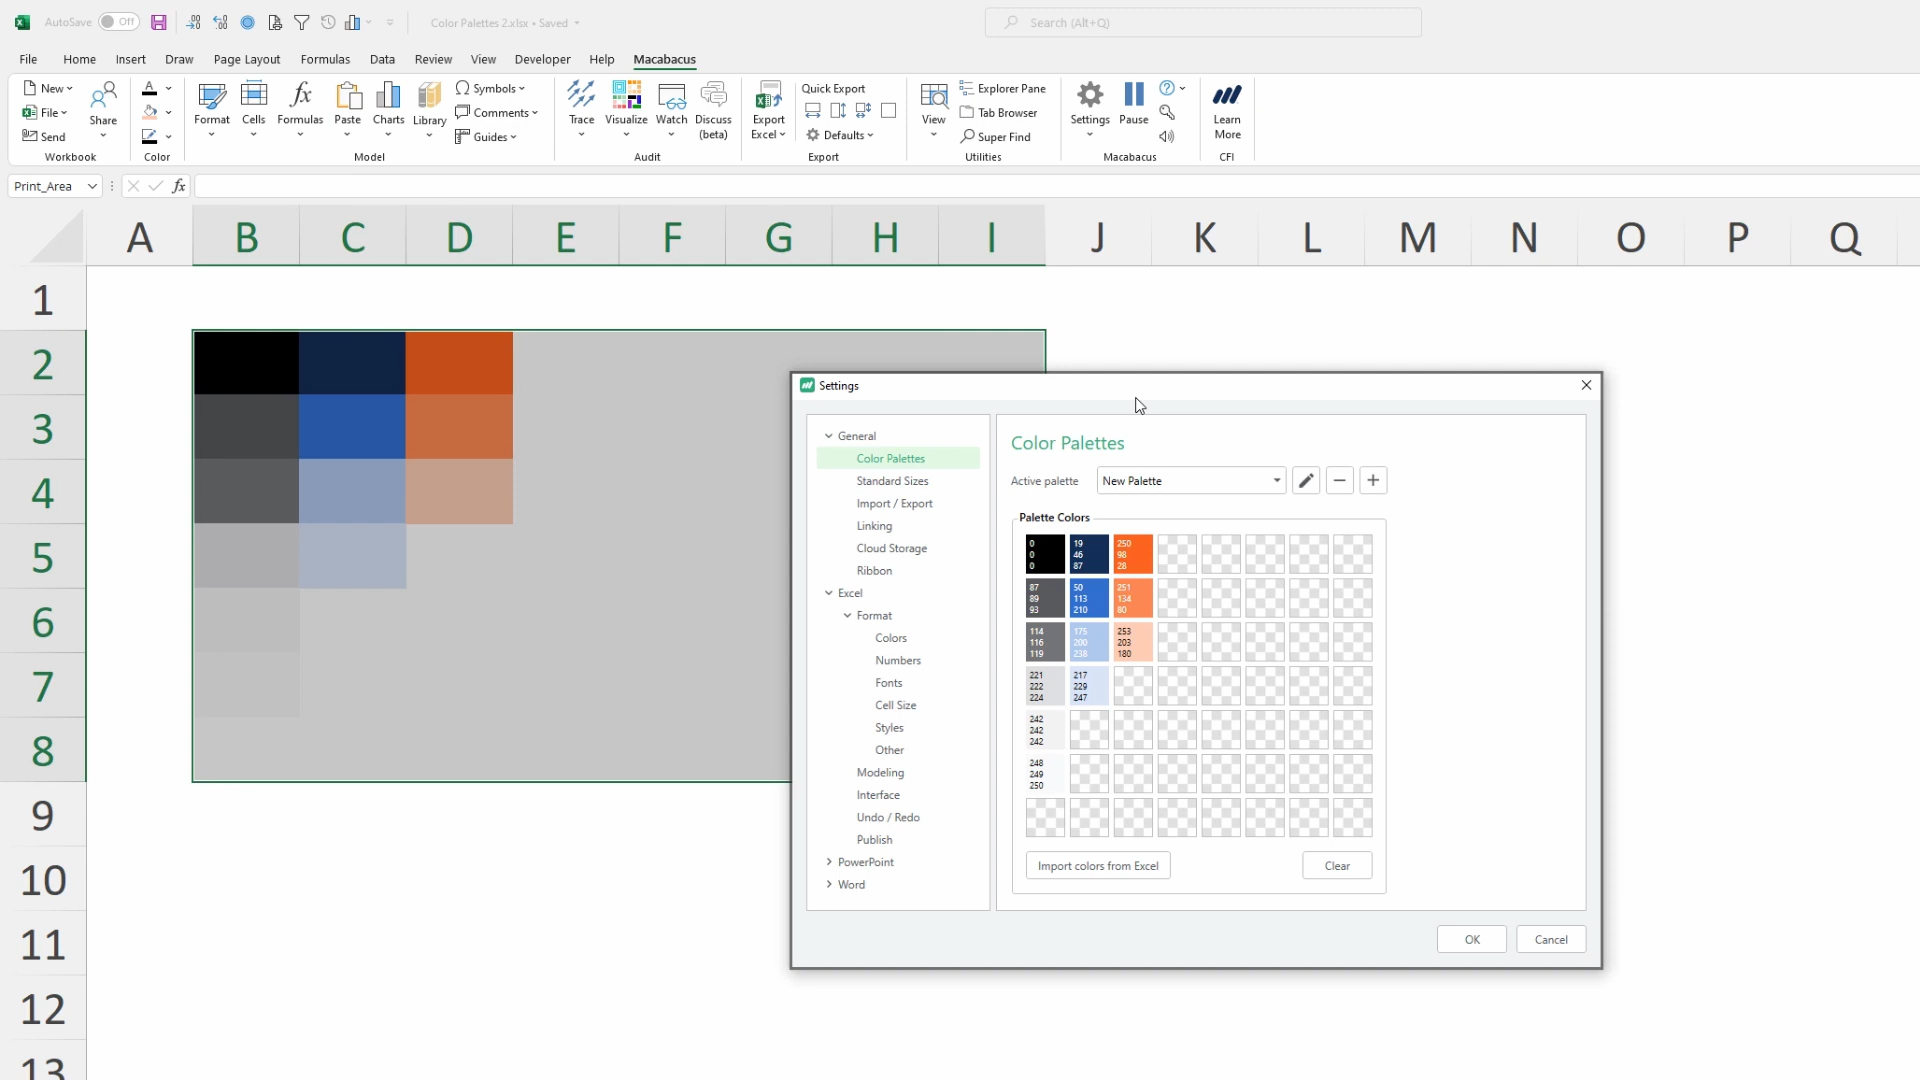 AutoSave Off Color Palettes 2.xlsx • Saved Search (Alt+Q)
File Home Insert Draw Page Layout Formulas Data Review View Developer Help Macabacus
New
File
Send
Share
Workbook
Color
Format Cells Formulas Paste Charts Library
Symbols
Comments
Guides
Model
Trace Visualize Watch Discuss (beta)
Audit
Export Excel
Quick Export
Defaults
Export
View
Explorer Pane
Tab Browser
Super Find
Utilities
Settings Pause
Macabacus
Learn More
CFI
Print_Area fx
A B C D E F G H I J K L M N O P Q
1
2
3
4
5
6
7
8
9
10
11
12
13
Settings
General
Color Palettes
Standard Sizes
Import / Export
Linking
Cloud Storage
Ribbon
Excel
Format
Colors
Numbers
Fonts
Cell Size
Styles
Other
Modeling
Interface
Undo / Redo
Publish
PowerPoint
Word
Color Palettes
Active palette New Palette
Palette Colors
0 19 250
0 46 98
0 87 28
87 50 251
89 113 134
93 210 80
114 175 253
116 200 203
119 238 180
221 217
222 229
224 247
242
242
242
248
249
250
Import colors from Excel Clear
OK Cancel